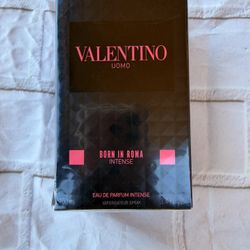 VALENTINO
UOMO
BORN IN ROMA
INTENSE
EAU DE PARFUM INTENSE
VAPORISATEUR SPRAY